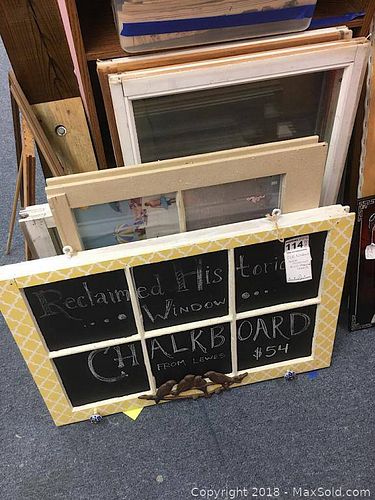 114
Reclaimed Historic
... Window ...
CHALKBOARD
FROM LEWES $54
Copyright 2018 - MaxSold.com